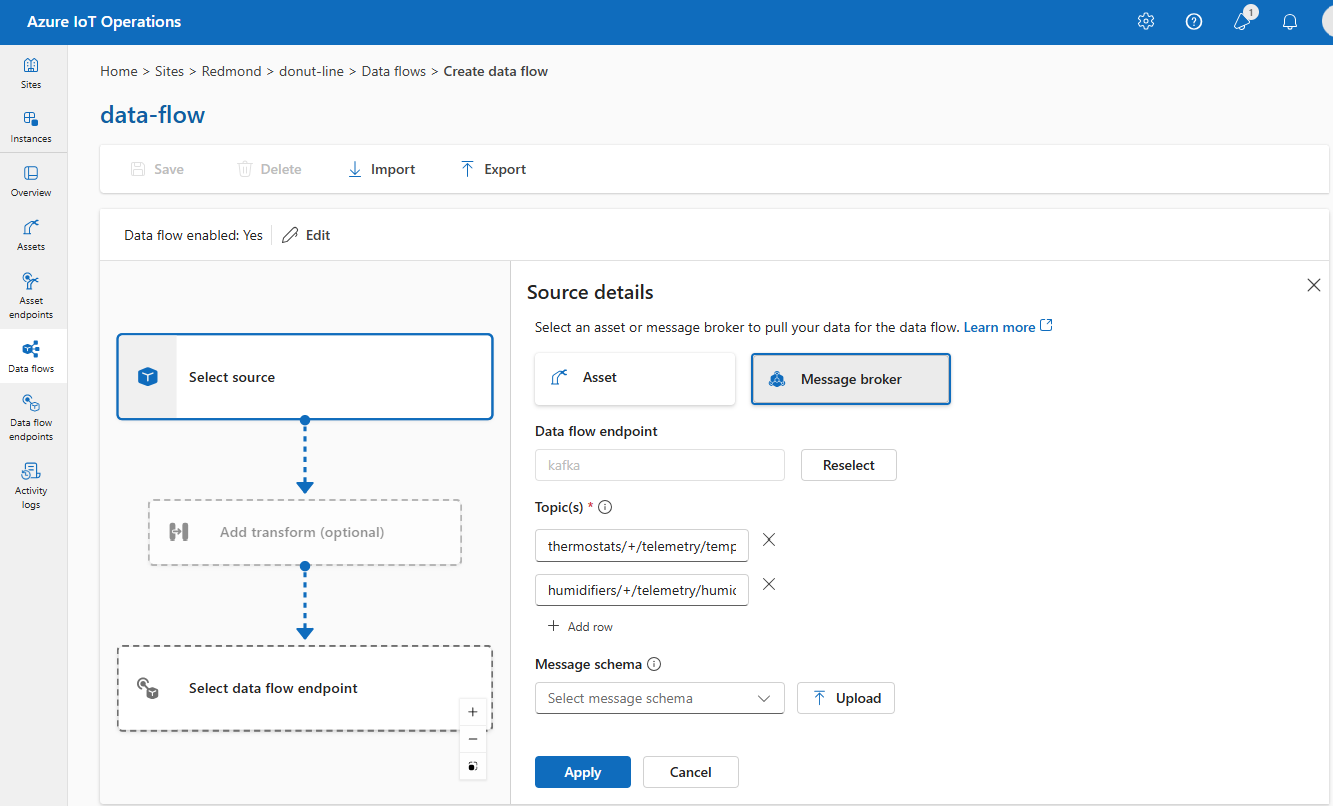 Azure IoT Operations
1
Sites
Instances
Overview
Assets
Asset
endpoints
Data flows
Data flow
endpoints
Activity
logs
Home > Sites > Redmond > donut-line > Data flows > Create data flow
data-flow
Save Delete Import Export
Data flow enabled: Yes Edit
Select source
Add transform (optional)
Select data flow endpoint
+
−
Source details
Select an asset or message broker to pull your data for the data flow. Learn more
Asset Message broker
Data flow endpoint
kafka Reselect
Topic(s) *
thermostats/+/telemetry/temp
humidifiers/+/telemetry/humic
+ Add row
Message schema
Select message schema Upload
Apply Cancel